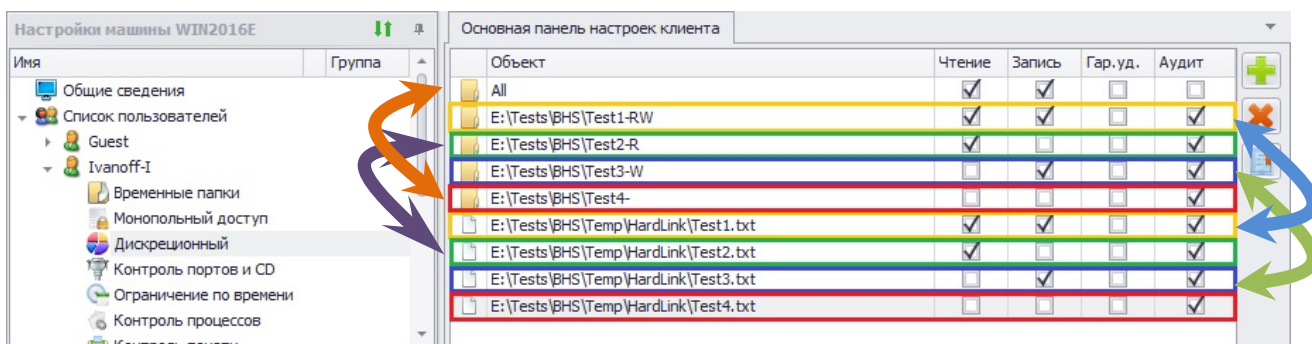 Настройки машины WIN2016E
Имя Группа
Общие сведения
Список пользователей
Guest
Ivanoff-I
Временные папки
Монопольный доступ
Дискреционный
Контроль портов и CD
Ограничение по времени
Контроль процессов
Контроль печати
Основная панель настроек клиента
Объект Чтение Запись Гар.уд. Аудит
All
E:\Tests\BHS\Test1-RW
E:\Tests\BHS\Test2-R
E:\Tests\BHS\Test3-W
E:\Tests\BHS\Test4-
E:\Tests\BHS\Temp\HardLink\Test1.txt
E:\Tests\BHS\Temp\HardLink\Test2.txt
E:\Tests\BHS\Temp\HardLink\Test3.txt
E:\Tests\BHS\Temp\HardLink\Test4.txt